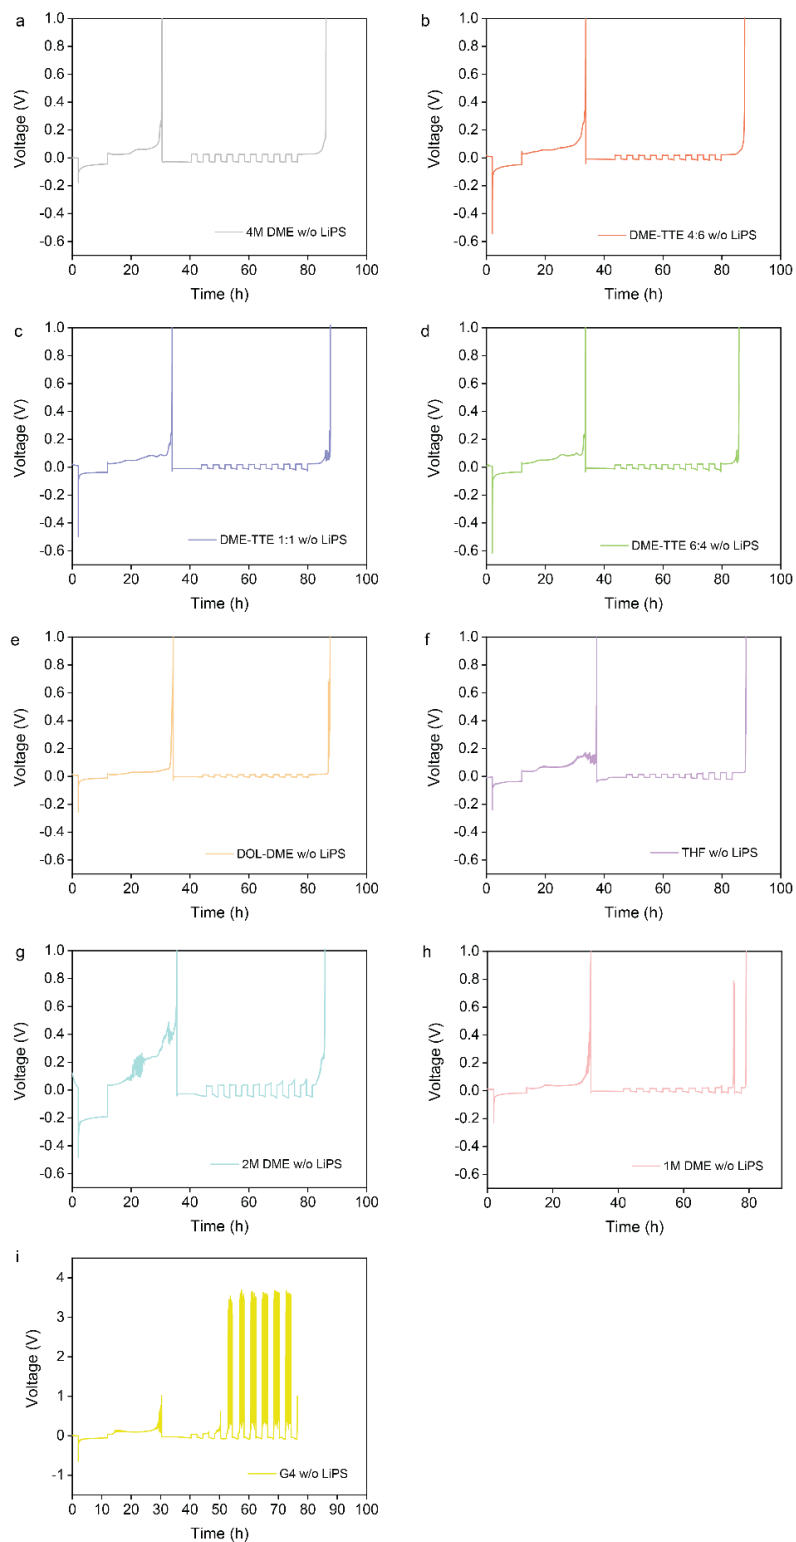 a
1.0
0.8
0.6
0.4
0.2
0.0
-0.2
-0.4
-0.6
Voltage (V)
4M DME w/o LiPS
0 20 40 60 80 100
Time (h)
b
1.0
0.8
0.6
0.4
0.2
0.0
-0.2
-0.4
-0.6
Voltage (V)
DME-TTE 4:6 w/o LiPS
0 20 40 60 80 100
Time (h)
c
1.0
0.8
0.6
0.4
0.2
0.0
-0.2
-0.4
-0.6
Voltage (V)
DME-TTE 1:1 w/o LiPS
0 20 40 60 80 100
Time (h)
d
1.0
0.8
0.6
0.4
0.2
0.0
-0.2
-0.4
-0.6
Voltage (V)
DME-TTE 6:4 w/o LiPS
0 20 40 60 80 100
Time (h)
e
1.0
0.8
0.6
0.4
0.2
0.0
-0.2
-0.4
-0.6
Voltage (V)
DOL-DME w/o LiPS
0 20 40 60 80 100
Time (h)
f
1.0
0.8
0.6
0.4
0.2
0.0
-0.2
-0.4
-0.6
Voltage (V)
THF w/o LiPS
0 20 40 60 80 100
Time (h)
g
1.0
0.8
0.6
0.4
0.2
0.0
-0.2
-0.4
-0.6
Voltage (V)
2M DME w/o LiPS
0 20 40 60 80 100
Time (h)
h
1.0
0.8
0.6
0.4
0.2
0.0
-0.2
-0.4
-0.6
Voltage (V)
1M DME w/o LiPS
0 20 40 60 80
Time (h)
i
4
3
2
1
0
-1
Voltage (V)
G4 w/o LiPS
0 10 20 30 40 50 60 70 80 90 100
Time (h)